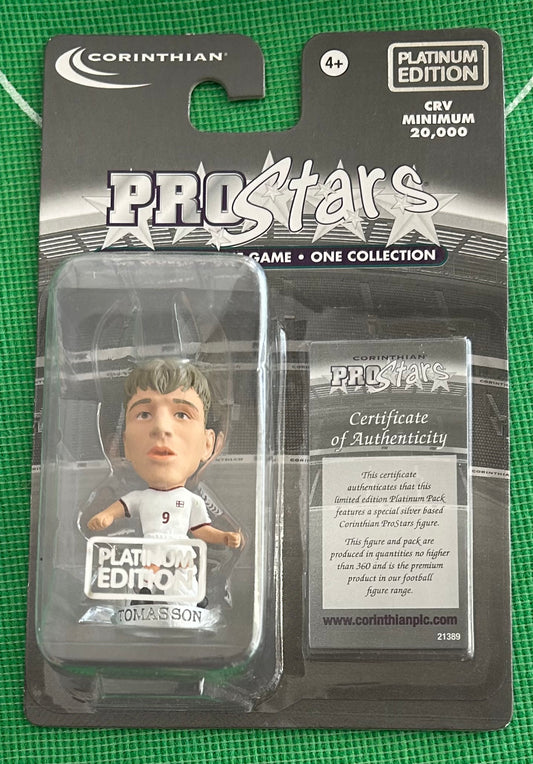 CORINTHIAN
4+
PLATINUM
EDITION
CRV
MINIMUM
20,000
PROStars
GAME • ONE COLLECTION
9
PLATINUM
EDITION
TOMASSON
CORINTHIAN
PROStars
Certificate
of Authenticity
This certificate
authenticates that this
limited edition Platinum Pack
features a special silver based
Corinthian ProStars figure.
This figure and pack are
produced in quantities no higher
than 360 and is the premium
product in our football
figure range.
www.corinthianplc.com
21389